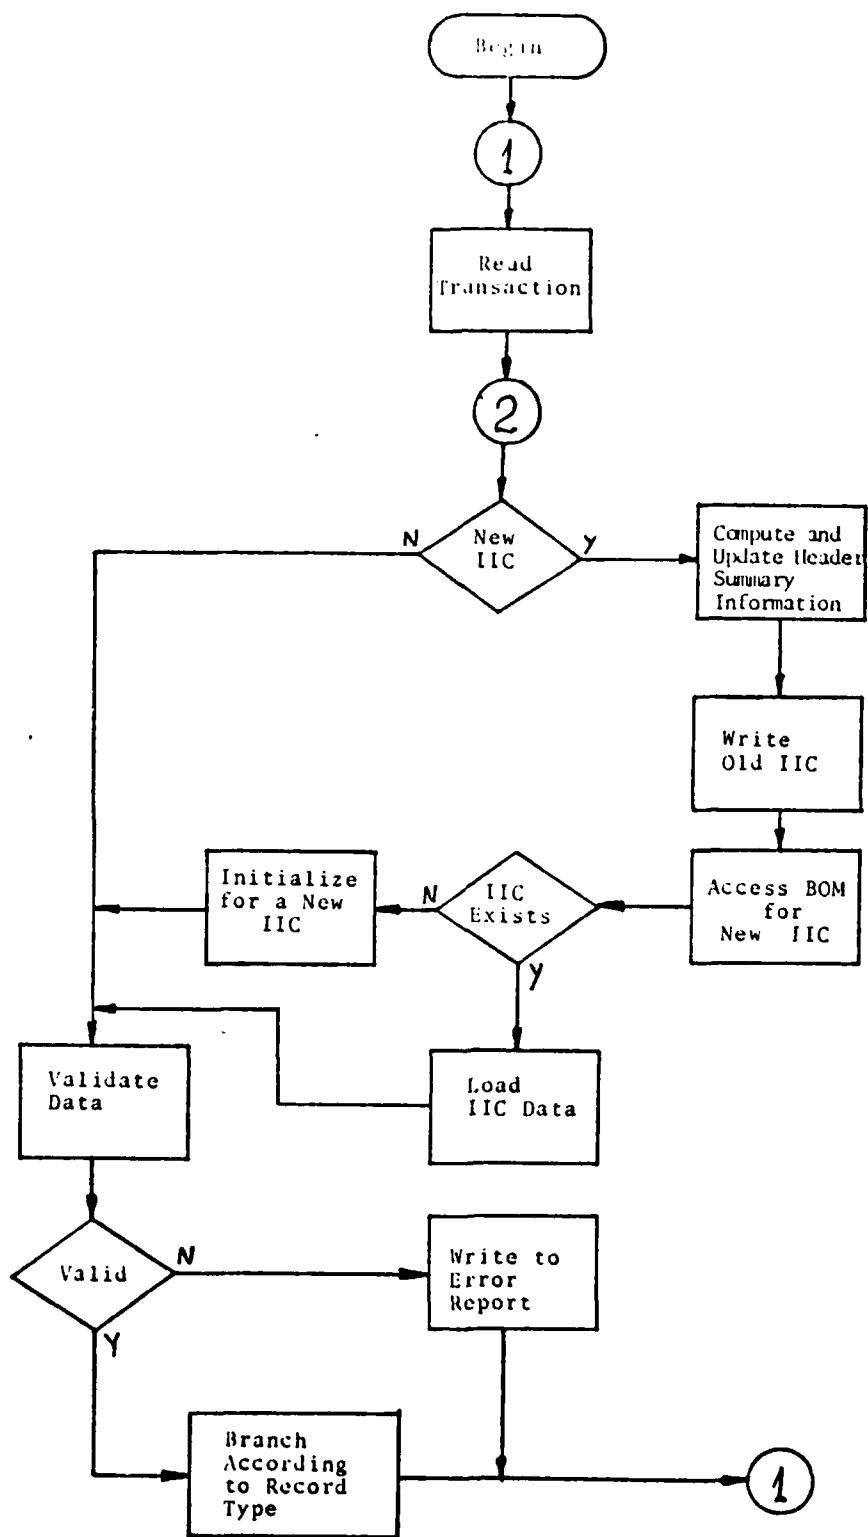 Begin
1
Read
Transaction
2
N
New
IIC
Y
Compute and
Update Header
Summary
Information
Write
Old IIC
Initialize
for a New
IIC
N
IIC
Exists
Y
Access BOM
for
New IIC
Validate
Data
Load
IIC Data
Valid
N
Y
Write to
Error
Report
Branch
According
to Record
Type
1